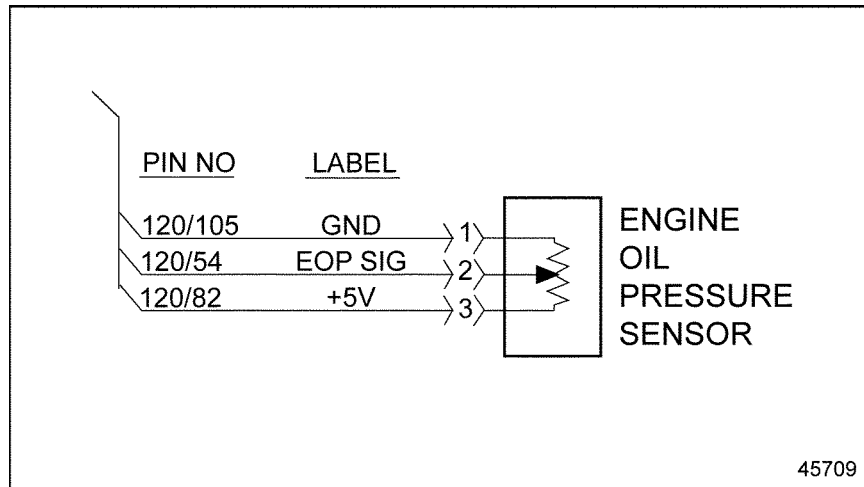 PIN NO LABEL
120/105 GND 1
120/54 EOP SIG 2
120/82 +5V 3
ENGINE
OIL
PRESSURE
SENSOR
45709